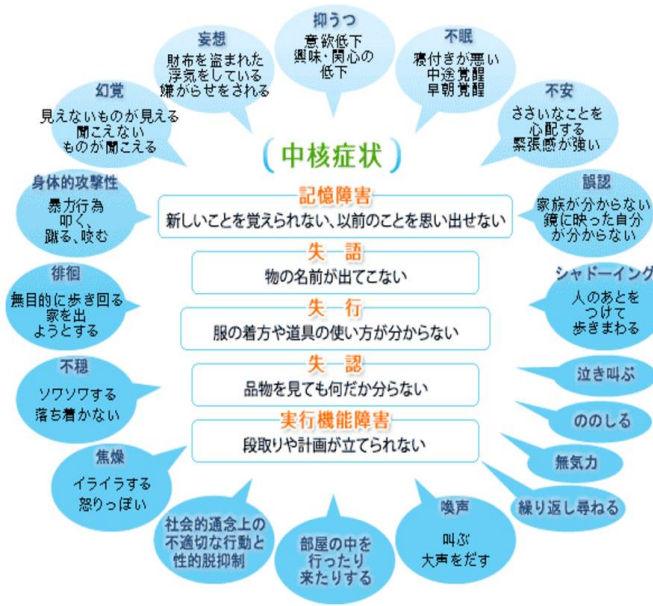 抑うつ
意欲低下
興味・関心の
低下
妄想
財布を盗まれた
浮気をしている
嫌がらせをされる
不眠
寝付きが悪い
中途覚醒
早朝覚醒
幻覚
見えないものが見える
聞こえない
ものが聞こえる
不安
ささいなことを
心配する
緊張感が強い
中核症状
身体的攻撃性
暴力行為
叩く、
蹴る、咬む
記憶障害
新しいことを覚えられない、以前のことを思い出せない
誤認
家族が分からない
鏡に映った自分
が分からない
失語
物の名前が出てこない
徘徊
無目的に歩き回る
家を出
ようとする
シャドーイング
人のあとを
つけて
歩きまわる
失行
服の着方や道具の使い方が分からない
不穏
ソワソワする
落ち着かない
失認
品物を見ても何だか分らない
泣き叫ぶ
ののしる
実行機能障害
段取りや計画が立てられない
無気力
焦燥
イライラする
怒りっぽい
繰り返し尋ねる
社会的通念上の
不適切な行動と
性的脱抑制
部屋の中を
行ったり
来たりする
喚声
叫ぶ
大声をだす